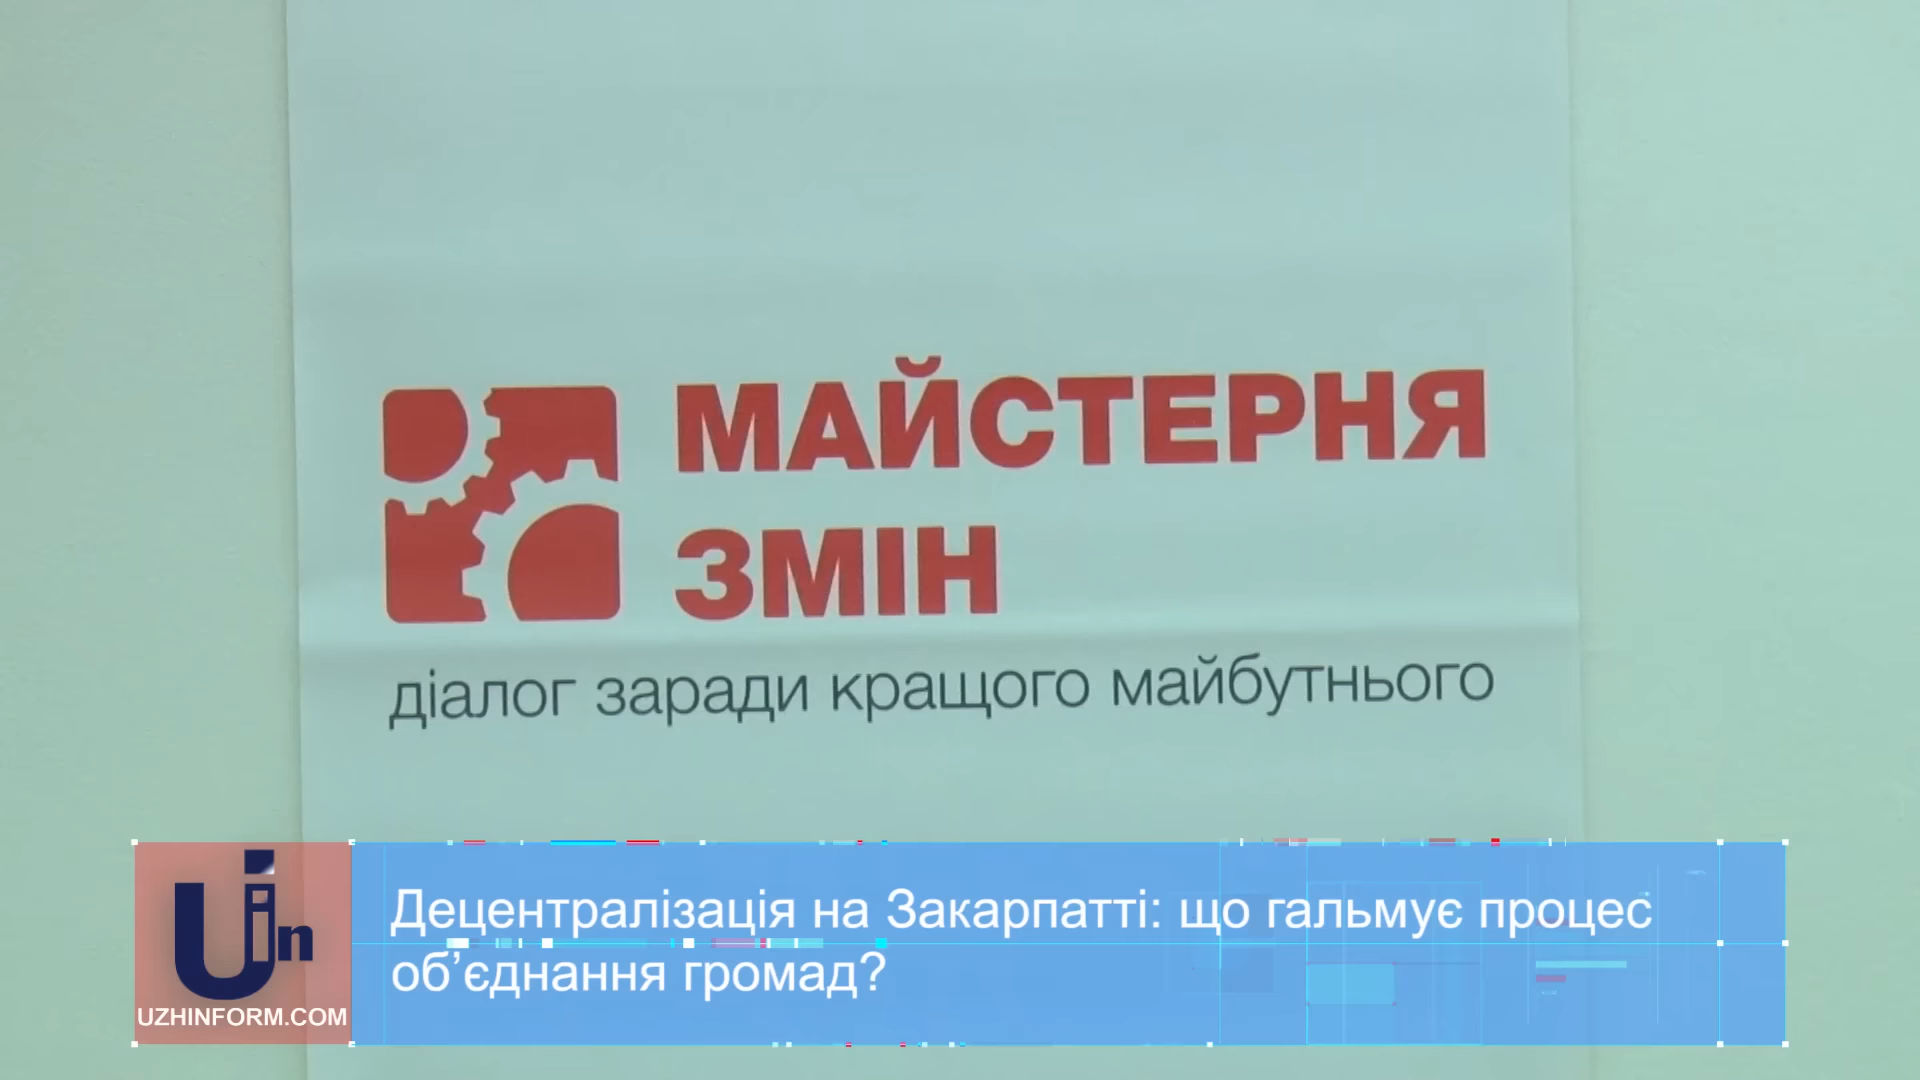 МАЙСТЕРНЯ
ЗМІН
діалог заради кращого майбутнього
Uin
UZHINFORM.COM
Децентралізація на Закарпатті: що гальмує процес
об’єднання громад?